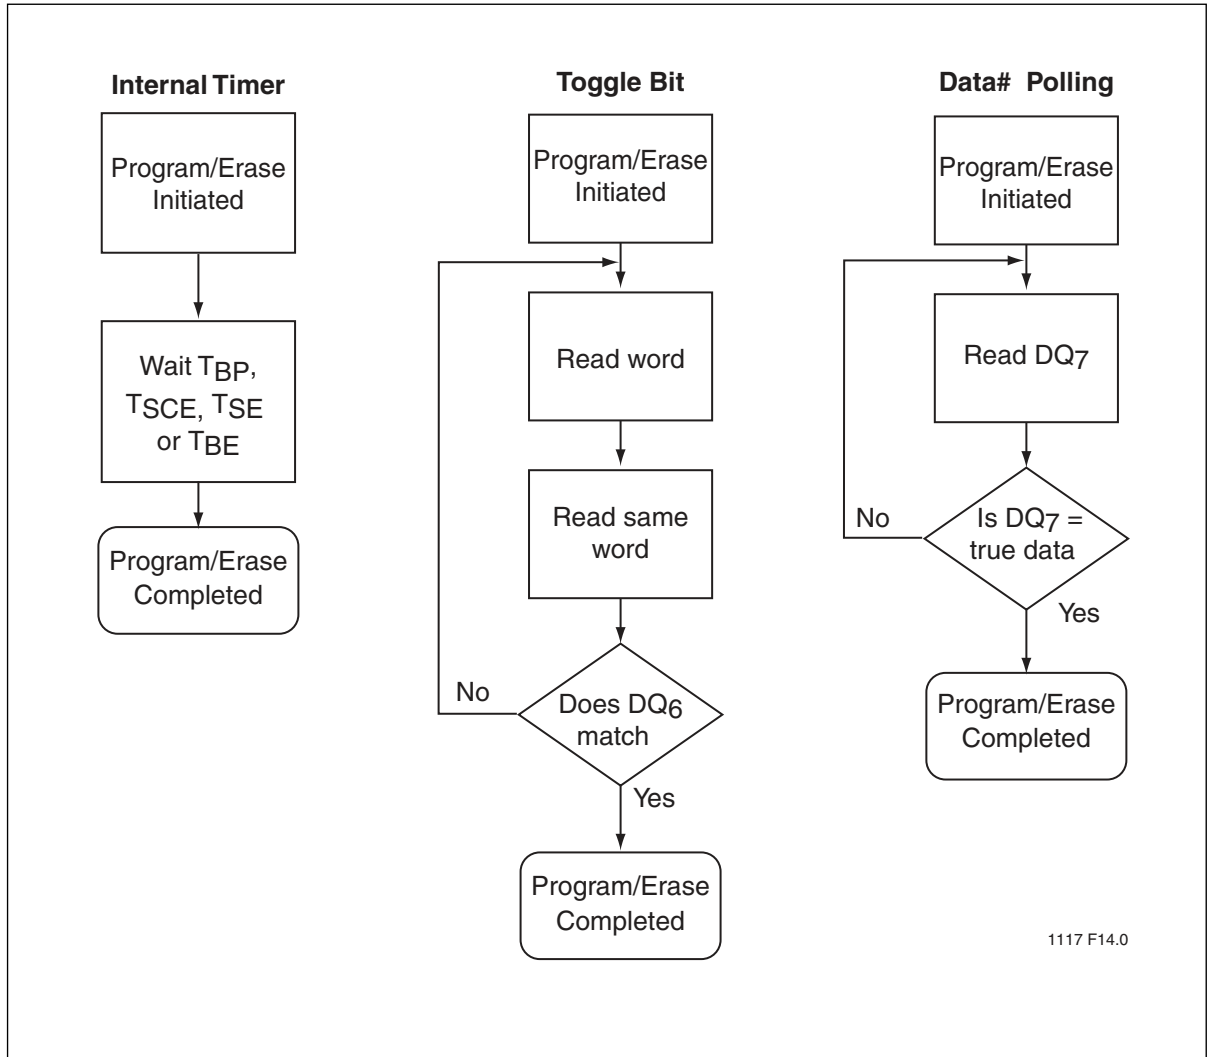 Internal Timer
Program/Erase
Initiated
Wait TBP,
TSCE, TSE
or TBE
Program/Erase
Completed
Toggle Bit
Program/Erase
Initiated
Read word
Read same
word
Does DQ6
match
No
Yes
Program/Erase
Completed
Data# Polling
Program/Erase
Initiated
Read DQ7
Is DQ7 =
true data
No
Yes
Program/Erase
Completed
1117 F14.0